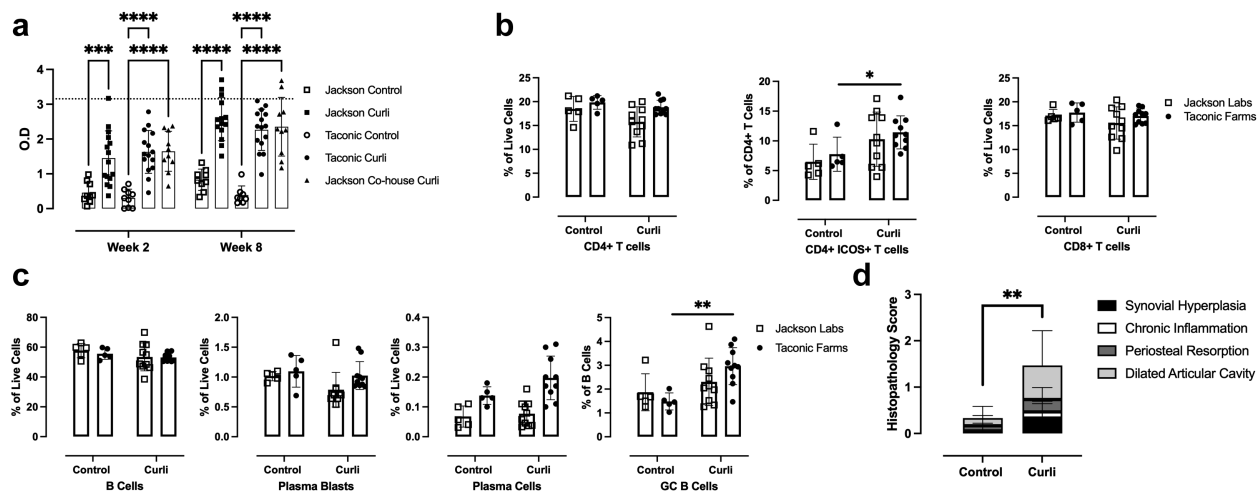 a
****
****
***
****
****
****
O.D
4
3
2
1
0
Week 2
Week 8
Jackson Control
Jackson Curli
Taconic Control
Taconic Curli
Jackson Co-house Curli
b
% of Live Cells
25
20
15
10
5
0
Control
Curli
CD4+ T cells
*
% of CD4+ T Cells
20
15
10
5
0
Control
Curli
CD4+ ICOS+ T cells
% of Live Cells
25
20
15
10
5
0
Control
Curli
CD8+ T cells
Jackson Labs
Taconic Farms
c
% of Live Cells
80
60
40
20
0
Control
Curli
B Cells
% of Live Cells
2.0
1.5
1.0
0.5
0.0
Control
Curli
Plasma Blasts
% of Live Cells
0.4
0.3
0.2
0.1
0.0
Control
Curli
Plasma Cells
**
% of B Cells
5
4
3
2
1
0
Control
Curli
GC B Cells
Jackson Labs
Taconic Farms
d
**
Histopathology Score
3
2
1
0
Control
Curli
Synovial Hyperplasia
Chronic Inflammation
Periosteal Resorption
Dilated Articular Cavity